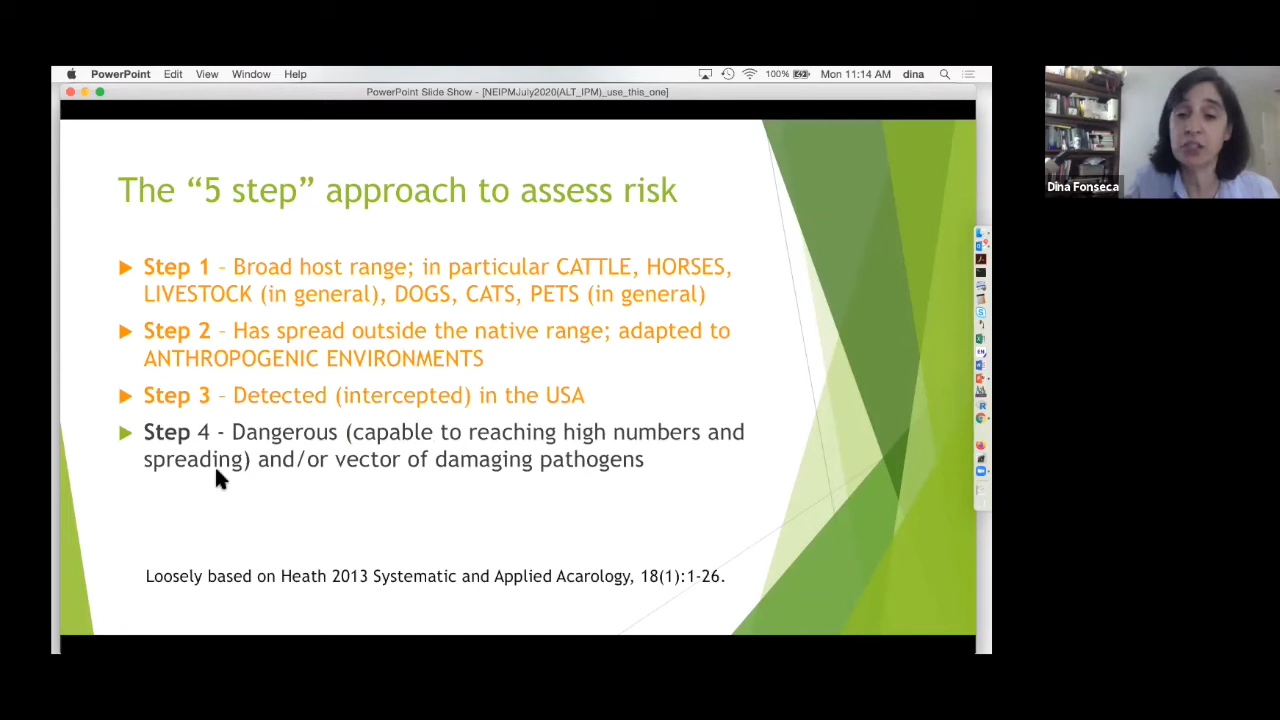 PowerPoint Edit View Window Help 100% Mon 11:14 AM dina
PowerPoint Slide Show - [NEIPMJuly2020(ALT_IPM)_use_this_one]
The “5 step” approach to assess risk
Step 1 – Broad host range; in particular CATTLE, HORSES,
LIVESTOCK (in general), DOGS, CATS, PETS (in general)
Step 2 – Has spread outside the native range; adapted to
ANTHROPOGENIC ENVIRONMENTS
Step 3 – Detected (intercepted) in the USA
Step 4 - Dangerous (capable to reaching high numbers and
spreading) and/or vector of damaging pathogens
Loosely based on Heath 2013 Systematic and Applied Acarology, 18(1):1-26.
Dina Fonseca